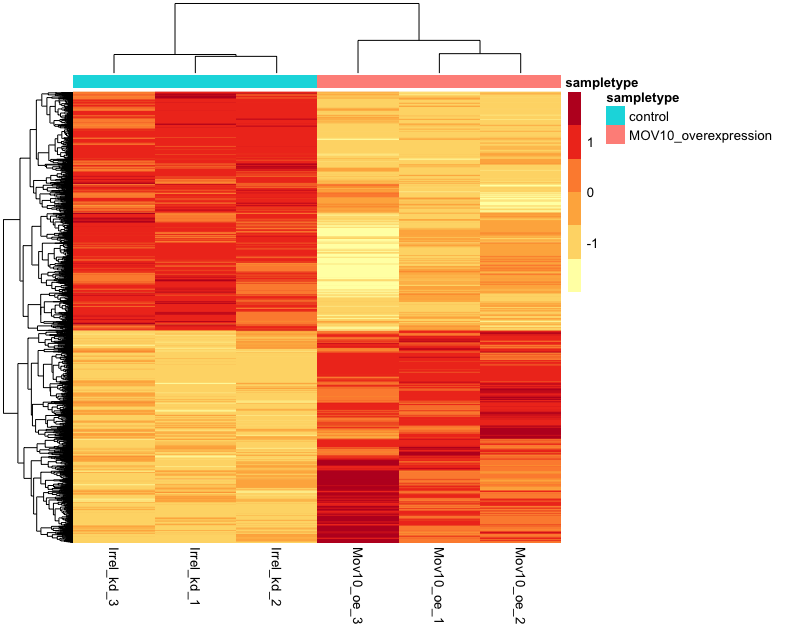 sampletype
sampletype
control
MOV10_overexpression
1
0
-1
Irrel_kd_3
Irrel_kd_1
Irrel_kd_2
Mov10_oe_3
Mov10_oe_1
Mov10_oe_2